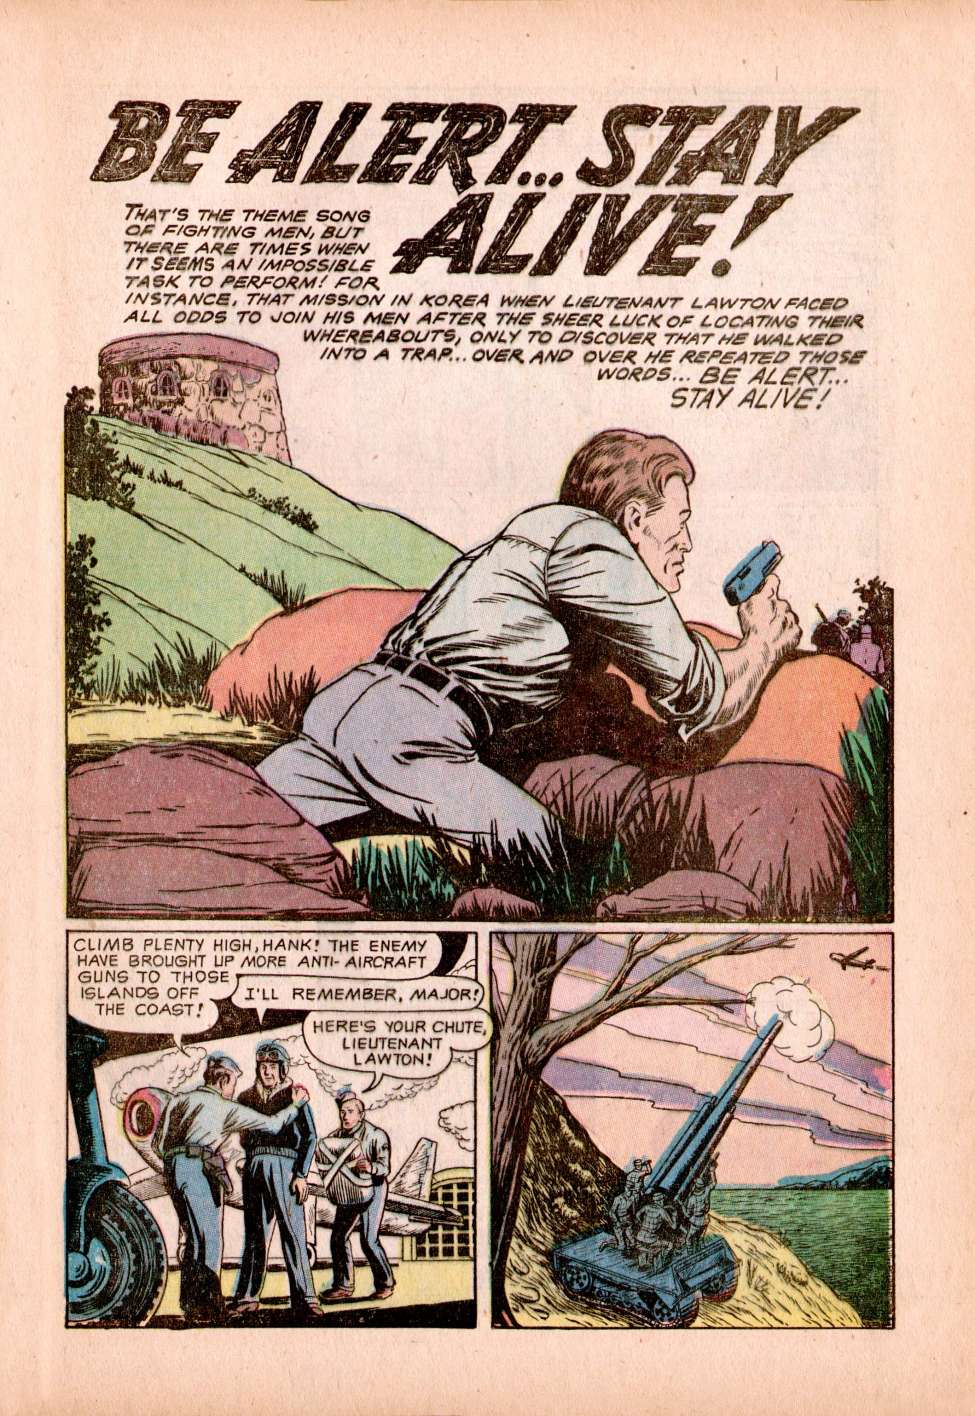 BE ALERT... STAY
ALIVE!
THAT'S THE THEME SONG
OF FIGHTING MEN, BUT
THERE ARE TIMES WHEN
IT SEEMS AN IMPOSSIBLE
TASK TO PERFORM! FOR
INSTANCE, THAT MISSION IN KOREA WHEN LIEUTENANT LAWTON FACED
ALL ODDS TO JOIN HIS MEN AFTER THE SHEER LUCK OF LOCATING THEIR
WHEREABOUTS, ONLY TO DISCOVER THAT HE WALKED
INTO A TRAP... OVER AND OVER HE REPEATED THOSE
WORDS... BE ALERT...
STAY ALIVE!
CLIMB PLENTY HIGH, HANK! THE ENEMY
HAVE BROUGHT UP MORE ANTI-AIRCRAFT
GUNS TO THOSE
ISLANDS OFF
THE COAST!
I'LL REMEMBER, MAJOR!
HERE'S YOUR CHUTE,
LIEUTENANT
LAWTON!